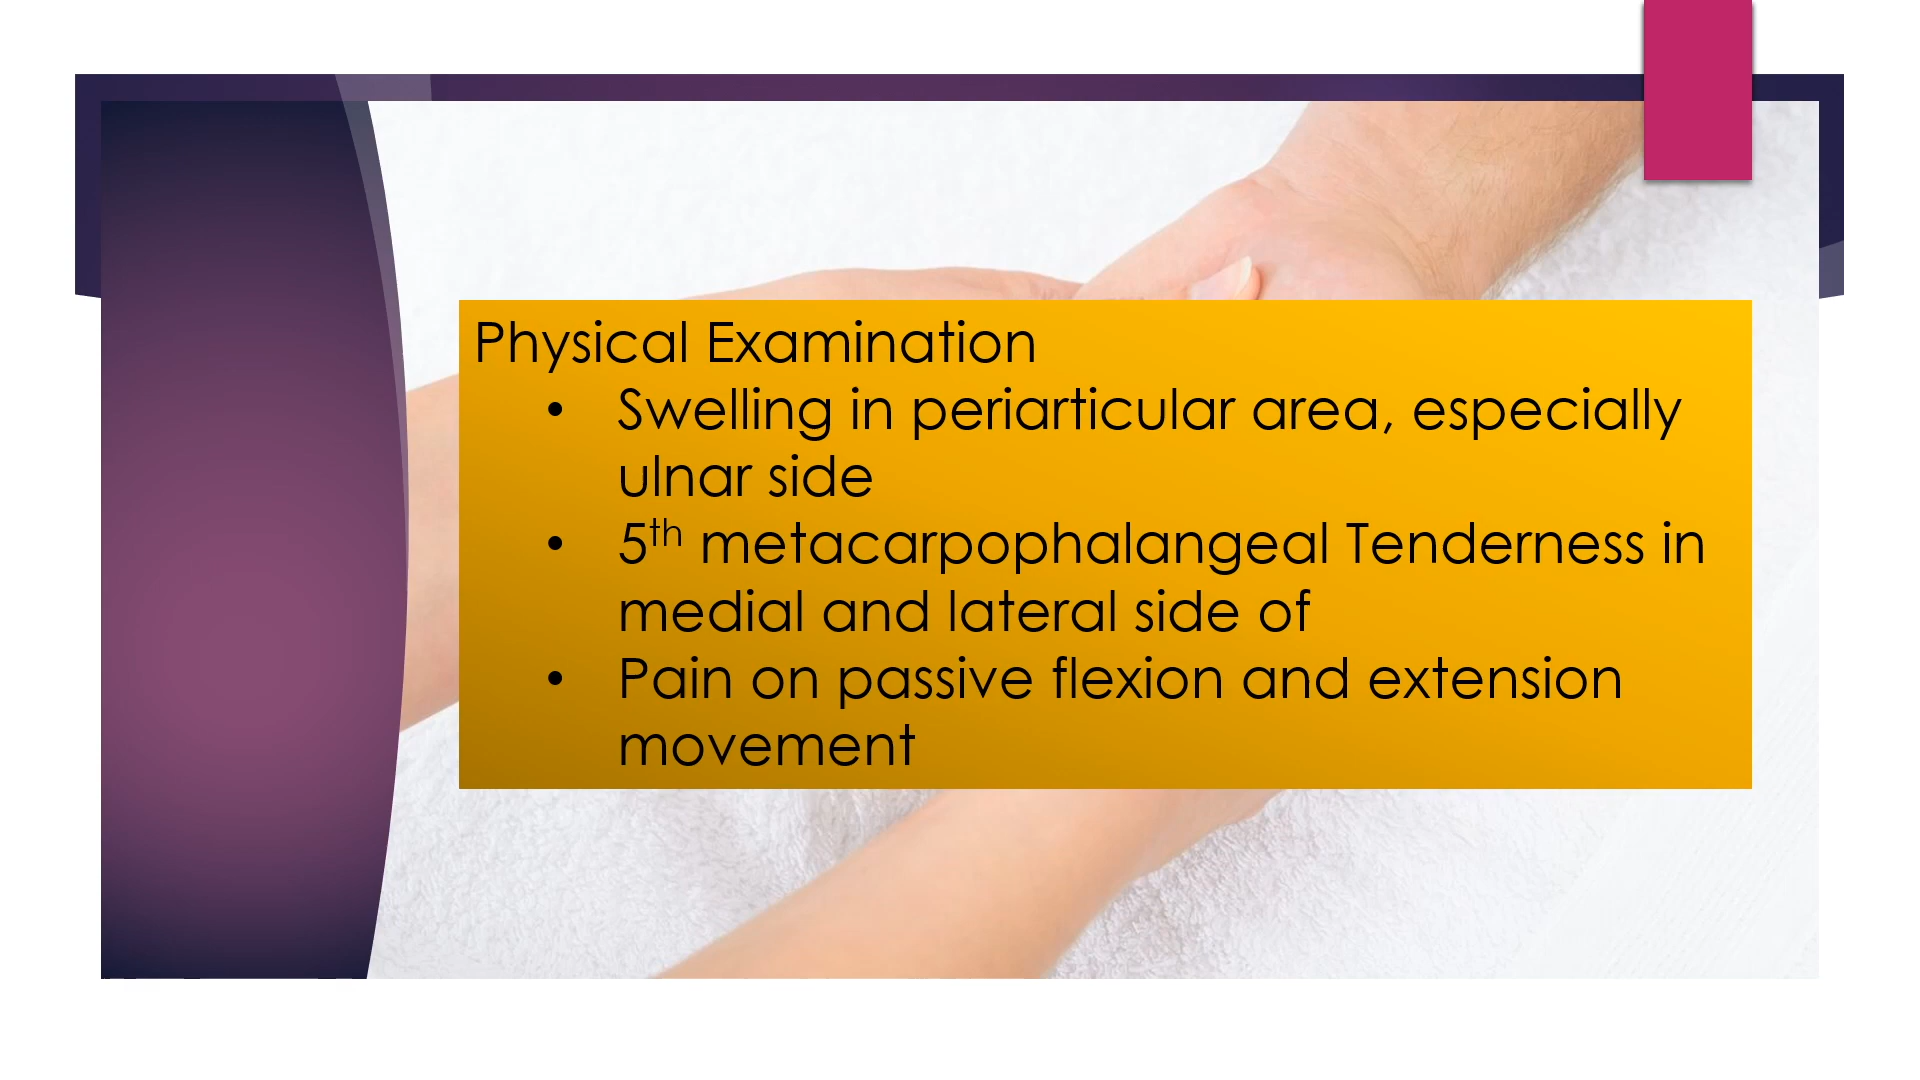 Physical Examination
• Swelling in periarticular area, especially
ulnar side
• 5th metacarpophalangeal Tenderness in
medial and lateral side of
• Pain on passive flexion and extension
movement